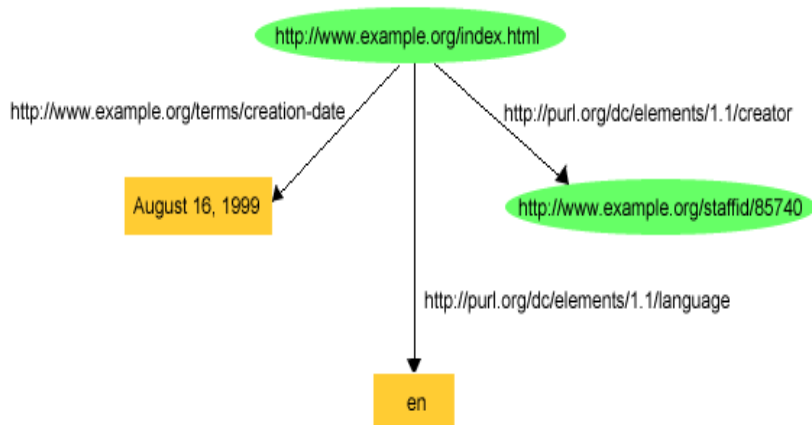 http://www.example.org/index.html
http://www.example.org/terms/creation-date
http://purl.org/dc/elements/1.1/creator
August 16, 1999
http://www.example.org/staffid/85740
http://purl.org/dc/elements/1.1/language
en